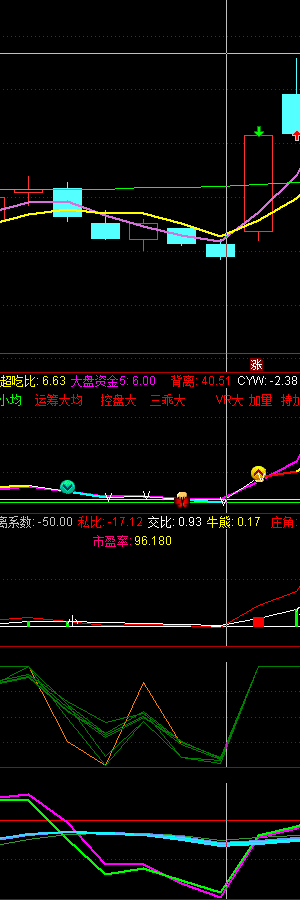 涨
超吃比: 6.63 大盘资金5: 6.00 背离: 40.51 CYW: -2.38
小均 运筹大均 控盘大 三乖大 VR大 加量 持加
离系数: -50.00 私比: -17.12 交比: 0.93 牛熊: 0.17 庄角:
市盈率: 96.180